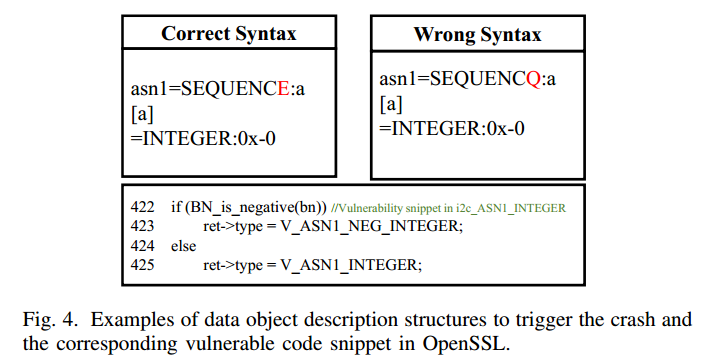 Correct Syntax
asn1=SEQUENCE:a
[a]
=INTEGER:0x-0
Wrong Syntax
asn1=SEQUENCQ:a
[a]
=INTEGER:0x-0
422 if (BN_is_negative(bn)) //Vulnerability snippet in i2c_ASN1_INTEGER
423 ret->type = V_ASN1_NEG_INTEGER;
424 else
425 ret->type = V_ASN1_INTEGER;
Fig. 4. Examples of data object description structures to trigger the crash and
the corresponding vulnerable code snippet in OpenSSL.